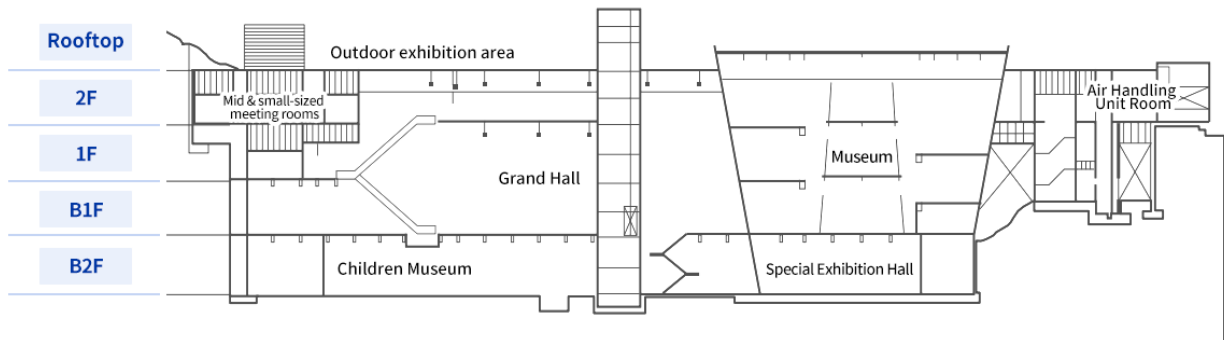 Rooftop
Outdoor exhibition area
2F
Mid & small-sized
meeting rooms
Air Handling
Unit Room
1F
Museum
Grand Hall
B1F
B2F
Children Museum
Special Exhibition Hall